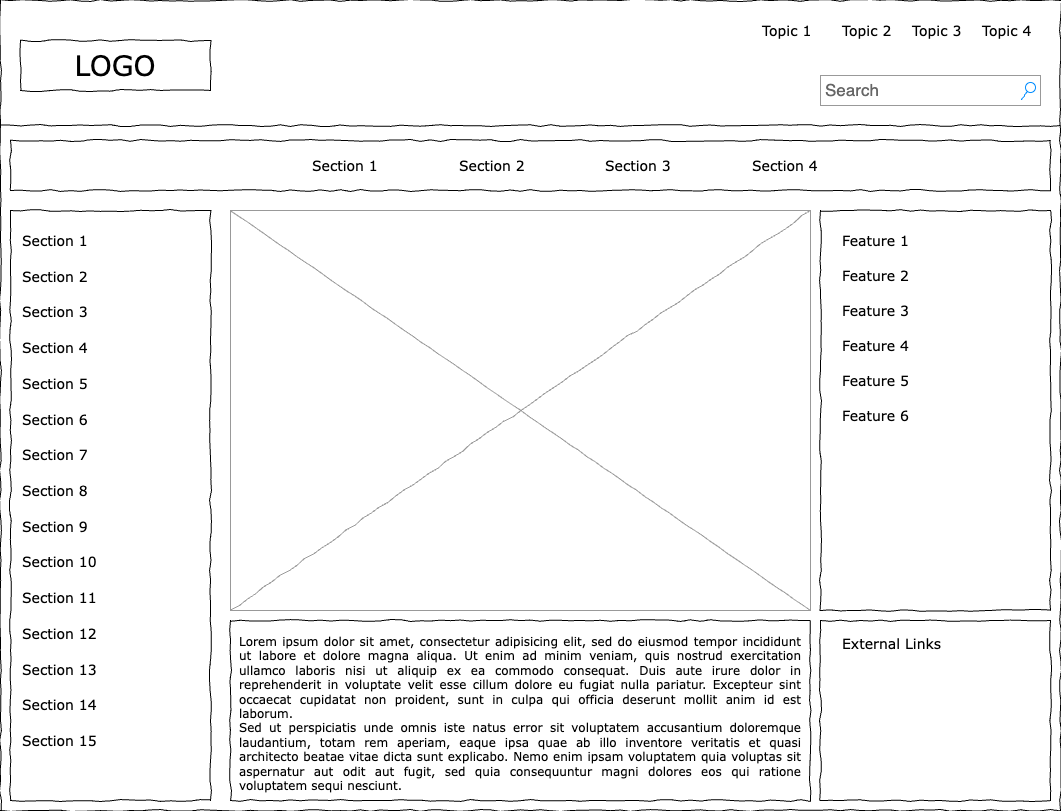 Topic 1 Topic 2 Topic 3 Topic 4
LOGO
Search
Section 1 Section 2 Section 3 Section 4
Section 1
Section 2
Section 3
Section 4
Section 5
Section 6
Section 7
Section 8
Section 9
Section 10
Section 11
Section 12
Section 13
Section 14
Section 15
Lorem ipsum dolor sit amet, consectetur adipisicing elit, sed do eiusmod tempor incididunt
ut labore et dolore magna aliqua. Ut enim ad minim veniam, quis nostrud exercitation
ullamco laboris nisi ut aliquip ex ea commodo consequat. Duis aute irure dolor in
reprehenderit in voluptate velit esse cillum dolore eu fugiat nulla pariatur. Excepteur sint
occaecat cupidatat non proident, sunt in culpa qui officia deserunt mollit anim id est
laborum.
Sed ut perspiciatis unde omnis iste natus error sit voluptatem accusantium doloremque
laudantium, totam rem aperiam, eaque ipsa quae ab illo inventore veritatis et quasi
architecto beatae vitae dicta sunt explicabo. Nemo enim ipsam voluptatem quia voluptas sit
aspernatur aut odit aut fugit, sed quia consequuntur magni dolores eos qui ratione
voluptatem sequi nesciunt.
Feature 1
Feature 2
Feature 3
Feature 4
Feature 5
Feature 6
External Links